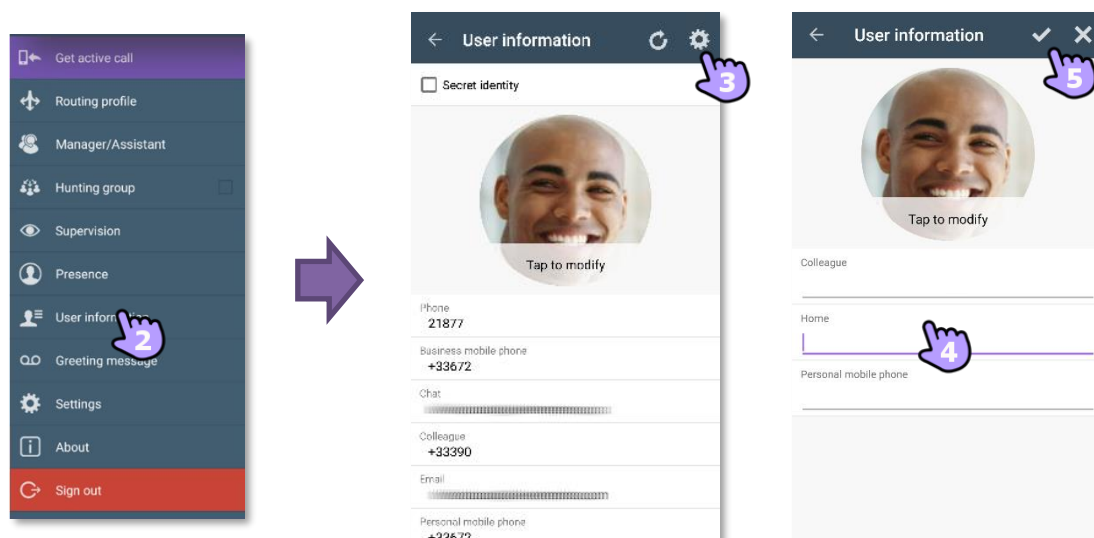 Get active call
Routing profile
Manager/Assistant
Hunting group
Supervision
Presence
User information
2
Greeting message
Settings
About
Sign out
User information
3
Secret identity
Tap to modify
Phone
21877
Business mobile phone
+33672
Chat
Colleague
+33390
Email
Personal mobile phone
+33672
User information
5
Tap to modify
Colleague
Home
4
Personal mobile phone